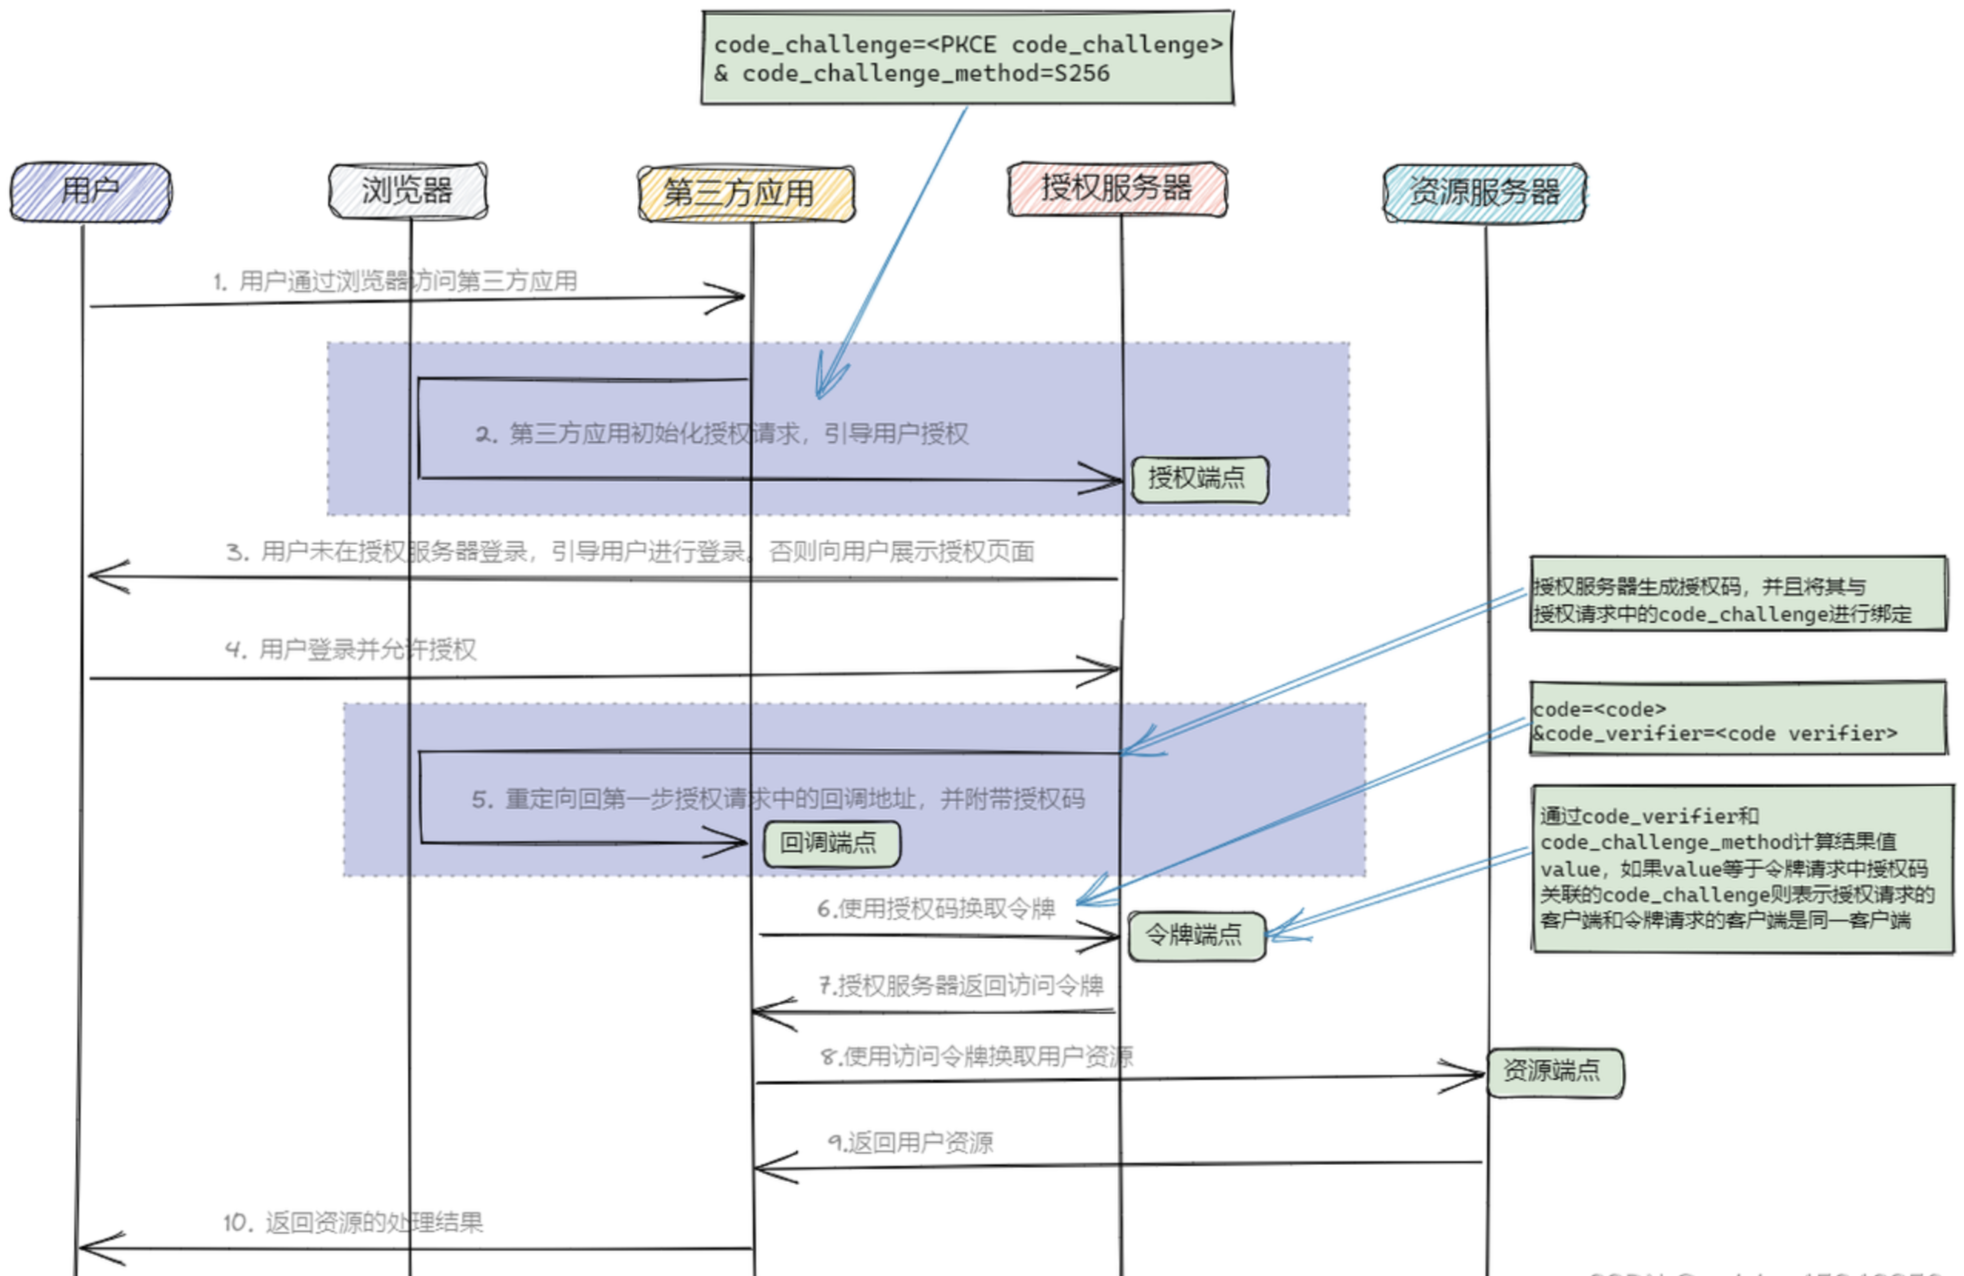 code_challenge=<PKCE code_challenge>
& code_challenge_method=S256
用户
浏览器
第三方应用
授权服务器
资源服务器
1. 用户通过浏览器访问第三方应用
2. 第三方应用初始化授权请求，引导用户授权
授权端点
3. 用户未在授权服务器登录，引导用户进行登录。否则向用户展示授权页面
授权服务器生成授权码，并且将其与
授权请求中的code_challenge进行绑定
4. 用户登录并允许授权
code=<code>
&code_verifier=<code verifier>
5. 重定向回第一步授权请求中的回调地址，并附带授权码
回调端点
通过code_verifier和
code_challenge_method计算结果值
value，如果value等于令牌请求中授权码
关联的code_challenge则表示授权请求的
客户端和令牌请求的客户端是同一客户端
6.使用授权码换取令牌
令牌端点
7.授权服务器返回访问令牌
8.使用访问令牌换取用户资源
资源端点
9.返回用户资源
10. 返回资源的处理结果